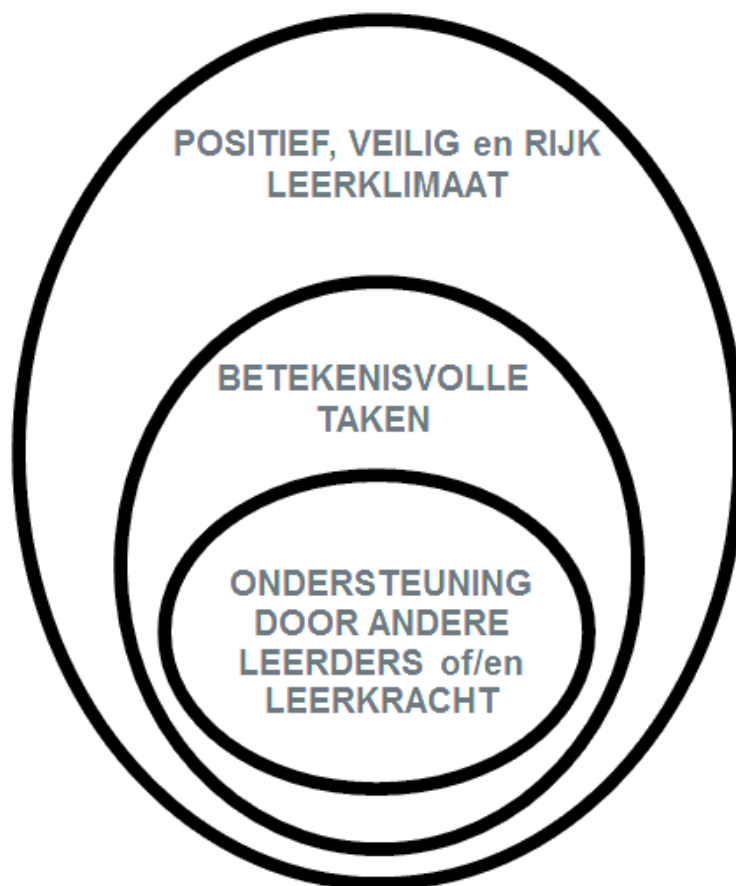 POSITIEF, VEILIG en RIJK
LEERKLIMAAT
BETEKENISVOLLE
TAKEN
ONDERSTEUNING
DOOR ANDERE
LEERDERS of/en
LEERKRACHT